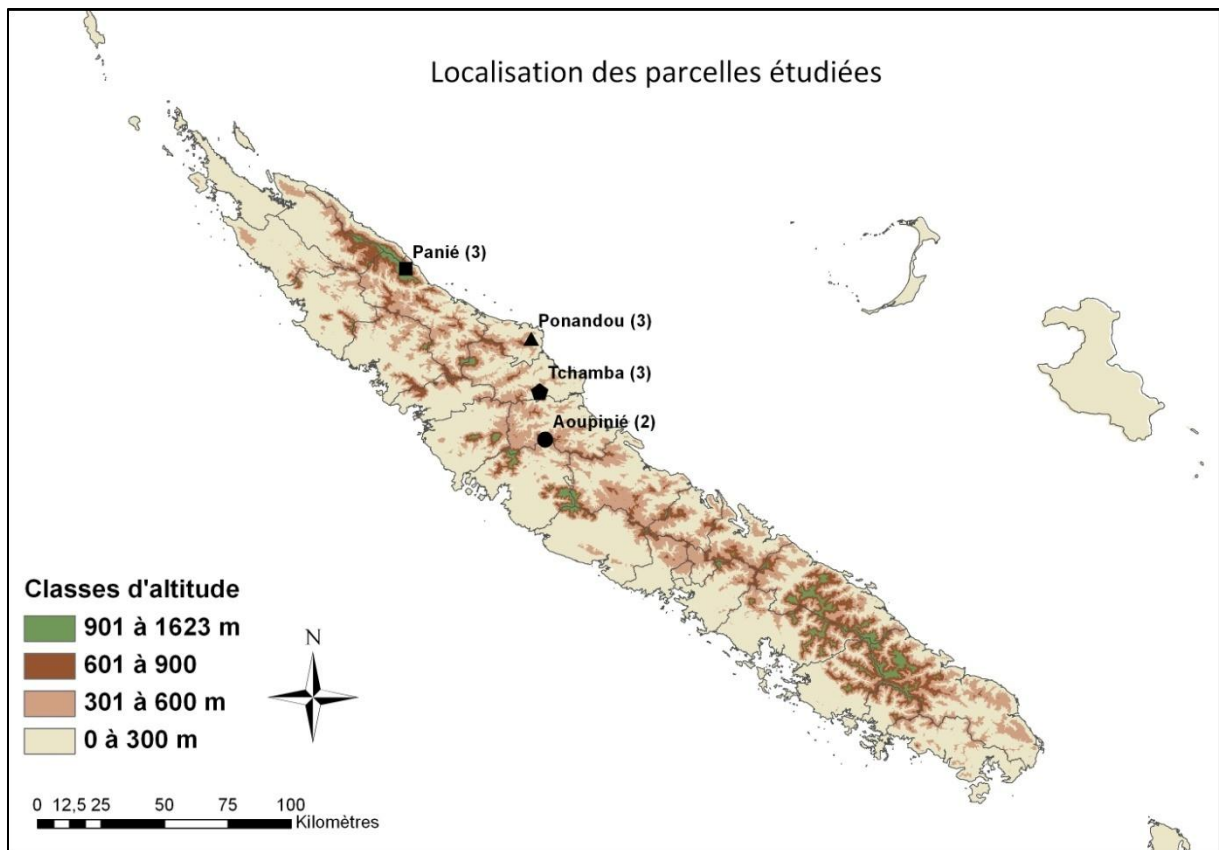 Localisation des parcelles étudiées
Panié (3)
Ponandou (3)
Tchamba (3)
Aoupinié (2)
Classes d'altitude
901 à 1623 m
601 à 900
301 à 600 m
0 à 300 m
N
0 12,5 25 50 75 100
Kilomètres